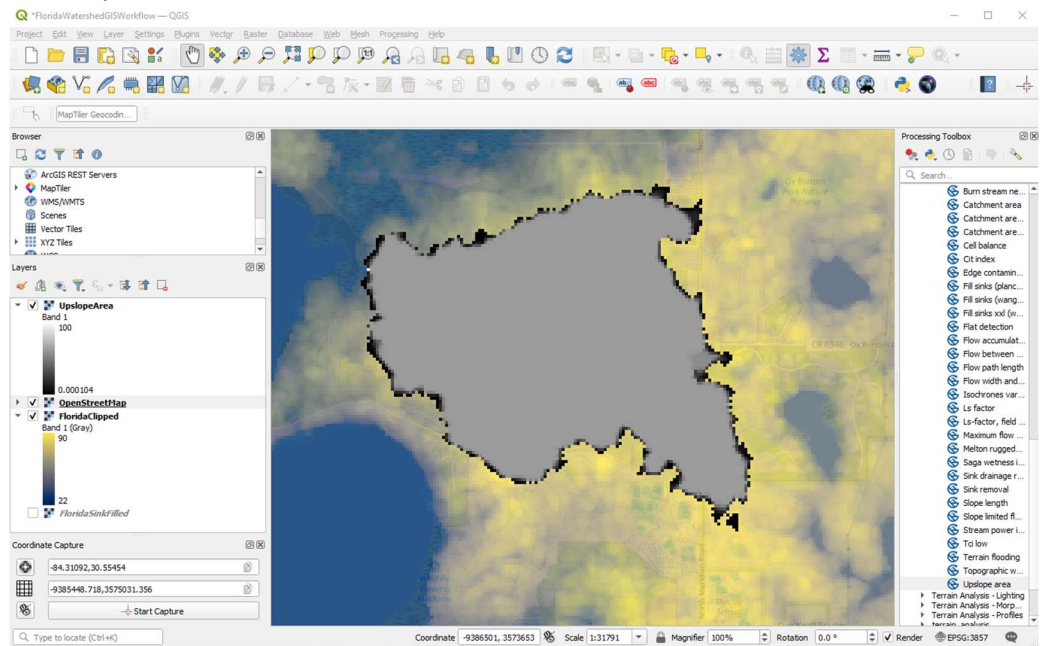 *FloridaWatershedGISWorkflow — QGIS
Project Edit View Layer Settings Plugins Vector Raster Database Web Mesh Processing Help
MapTiler Geocodin...
Browser
ArcGIS REST Servers
MapTiler
WMS/WMTS
Scenes
Vector Tiles
XYZ Tiles
Layers
UpslopeArea
Band 1
100
0.000104
OpenStreetMap
FloridaClipped
Band 1 (Gray)
90
22
FloridaSinkFilled
Coordinate Capture
-84.31092,30.55454
-9385448.718,3575031.356
Start Capture
Ox Bottom
Park Nature
Preserve
CR 0346
Processing Toolbox
Search...
Burn stream ne...
Catchment area
Catchment are...
Catchment are...
Cell balance
Cit index
Edge contamin...
Fill sinks (planc...
Fill sinks (wang...
Fill sinks xxl (w...
Flat detection
Flow accumulat...
Flow between ...
Flow path length
Flow width and...
Isochrones var...
Ls factor
Ls-factor, field ...
Maximum flow ...
Melton rugged...
Saga wetness i...
Sink drainage r...
Sink removal
Slope length
Slope limited fl...
Stream power i...
Tci low
Terrain flooding
Topographic w...
Upslope area
Terrain Analysis - Lighting
Terrain Analysis - Morp...
Terrain Analysis - Profiles
Type to locate (Ctrl+K)
Coordinate -9386501, 3573653 Scale 1:31791 Magnifier 100% Rotation 0.0 ° Render EPSG:3857